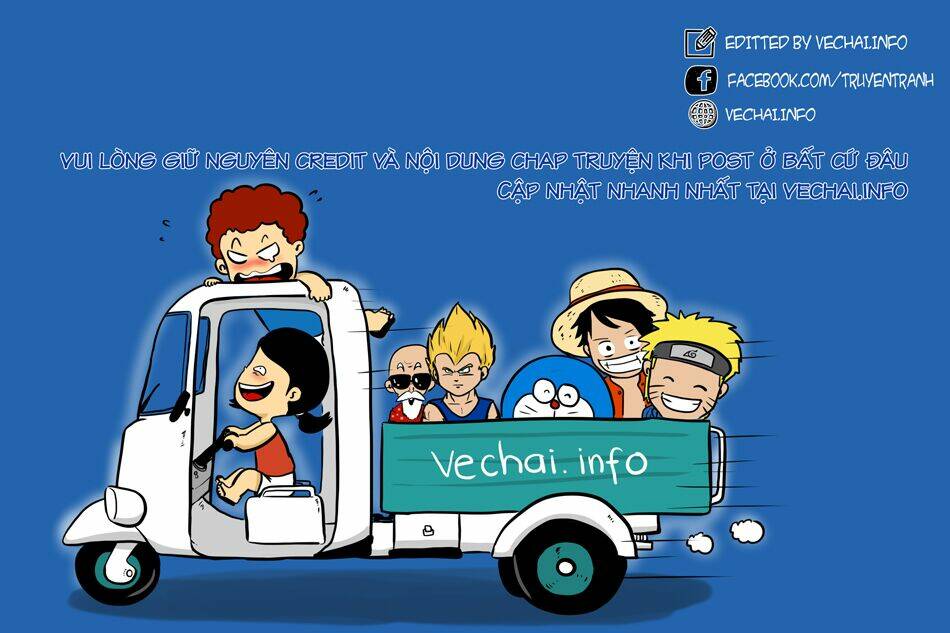 EDITTED BY VECHAI.INFO
FACEBOOK.COM/TRUYENTRANH
VECHAI.INFO
VUI LÒNG GIỮ NGUYÊN CREDIT VÀ NỘI DUNG CHAP TRUYỆN KHI POST Ở BẤT CỨ ĐÂU
CẬP NHẬT NHANH NHẤT TẠI VECHAI.INFO
Vechai.info